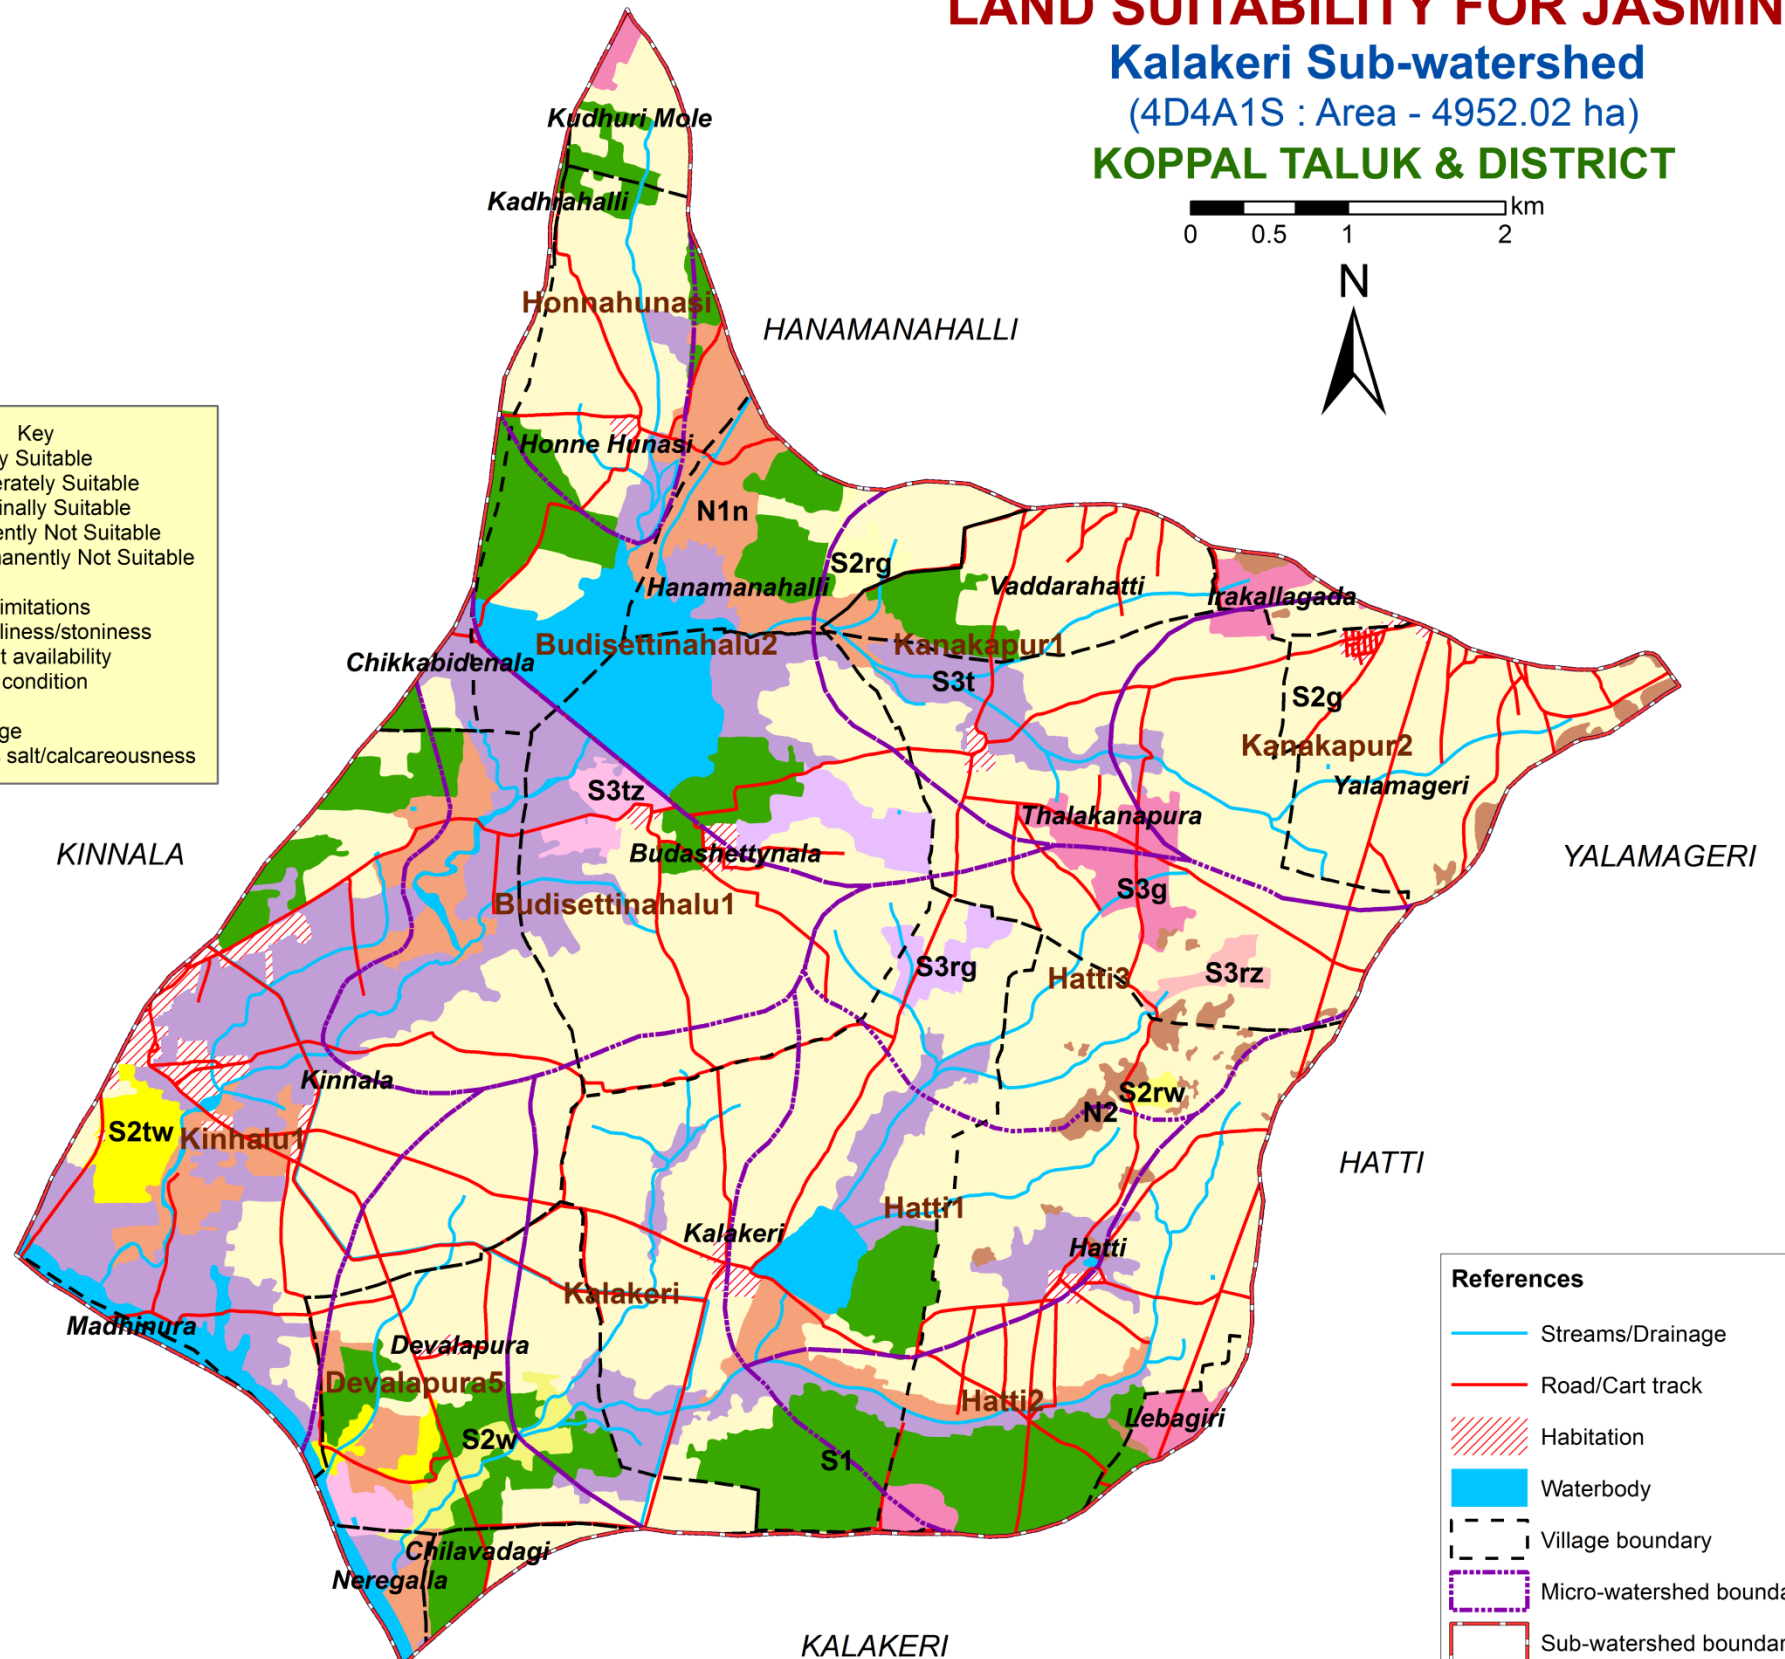 LAND SUITABILITY FOR JASMIN
Kalakeri Sub-watershed
(4D4A1S : Area - 4952.02 ha)
KOPPAL TALUK & DISTRICT
km
0 0.5 1 2
N
Kudhuri Mole
Kadhrahalli
Honnahunasi
HANAMANAHALLI
Key
y Suitable
erately Suitable
inally Suitable
ently Not Suitable
nanently Not Suitable
imitations
liness/stoniness
t availability
condition
ge
s salt/calcareousness
Honne Hunasi
N1n
S2rg
Hanamanahalli
Vaddarahatti
Irakallagada
Budisettinahalu2
Kanakapur1
Chikkabidenala
S3t
S2g
Kanakapur2
S3tz
Yalamageri
Thalakanapura
KINNALA
Budashettynala
YALAMAGERI
S3g
Budisettinahalu1
S3rg
Hatti3
S3rz
Kinnala
S2rw
N2
S2tw
Kinhalu1
HATTI
Hatti1
Kalakeri
Hatti
Kalakeri
Madhinura
Devalapura
Devalapura5
Hatti2
Lebagiri
S2w
S1
Chilavadagi
Neregalla
KALAKERI
References
Streams/Drainage
Road/Cart track
Habitation
Waterbody
Village boundary
Micro-watershed bounda
Sub-watershed boundar